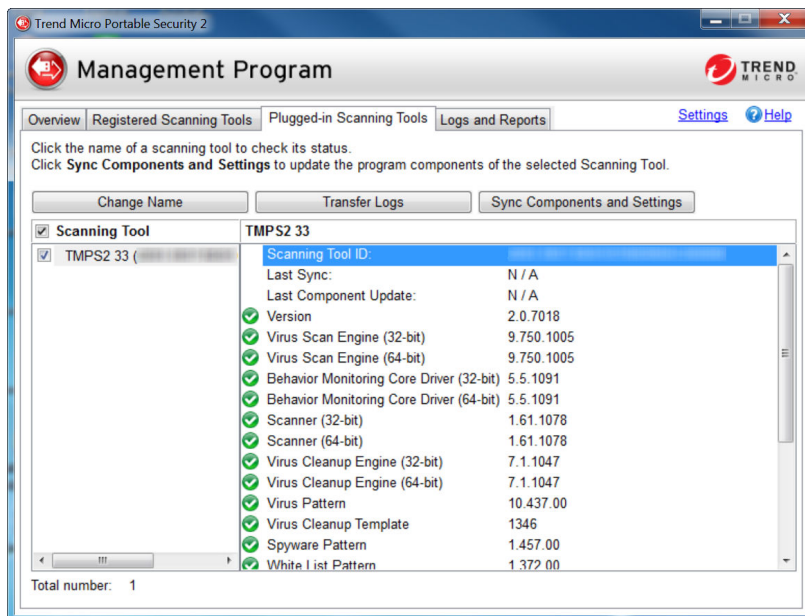 Trend Micro Portable Security 2
Management Program
TREND
MICRO
Overview Registered Scanning Tools Plugged-in Scanning Tools Logs and Reports Settings Help
Click the name of a scanning tool to check its status.
Click Sync Components and Settings to update the program components of the selected Scanning Tool.
Change Name Transfer Logs Sync Components and Settings
Scanning Tool TMPS2 33
TMPS2 33 (
Scanning Tool ID:
Last Sync: N / A
Last Component Update: N / A
Version 2.0.7018
Virus Scan Engine (32-bit) 9.750.1005
Virus Scan Engine (64-bit) 9.750.1005
Behavior Monitoring Core Driver (32-bit) 5.5.1091
Behavior Monitoring Core Driver (64-bit) 5.5.1091
Scanner (32-bit) 1.61.1078
Scanner (64-bit) 1.61.1078
Virus Cleanup Engine (32-bit) 7.1.1047
Virus Cleanup Engine (64-bit) 7.1.1047
Virus Pattern 10.437.00
Virus Cleanup Template 1346
Spyware Pattern 1.457.00
White List Pattern 1.372.00
Total number: 1